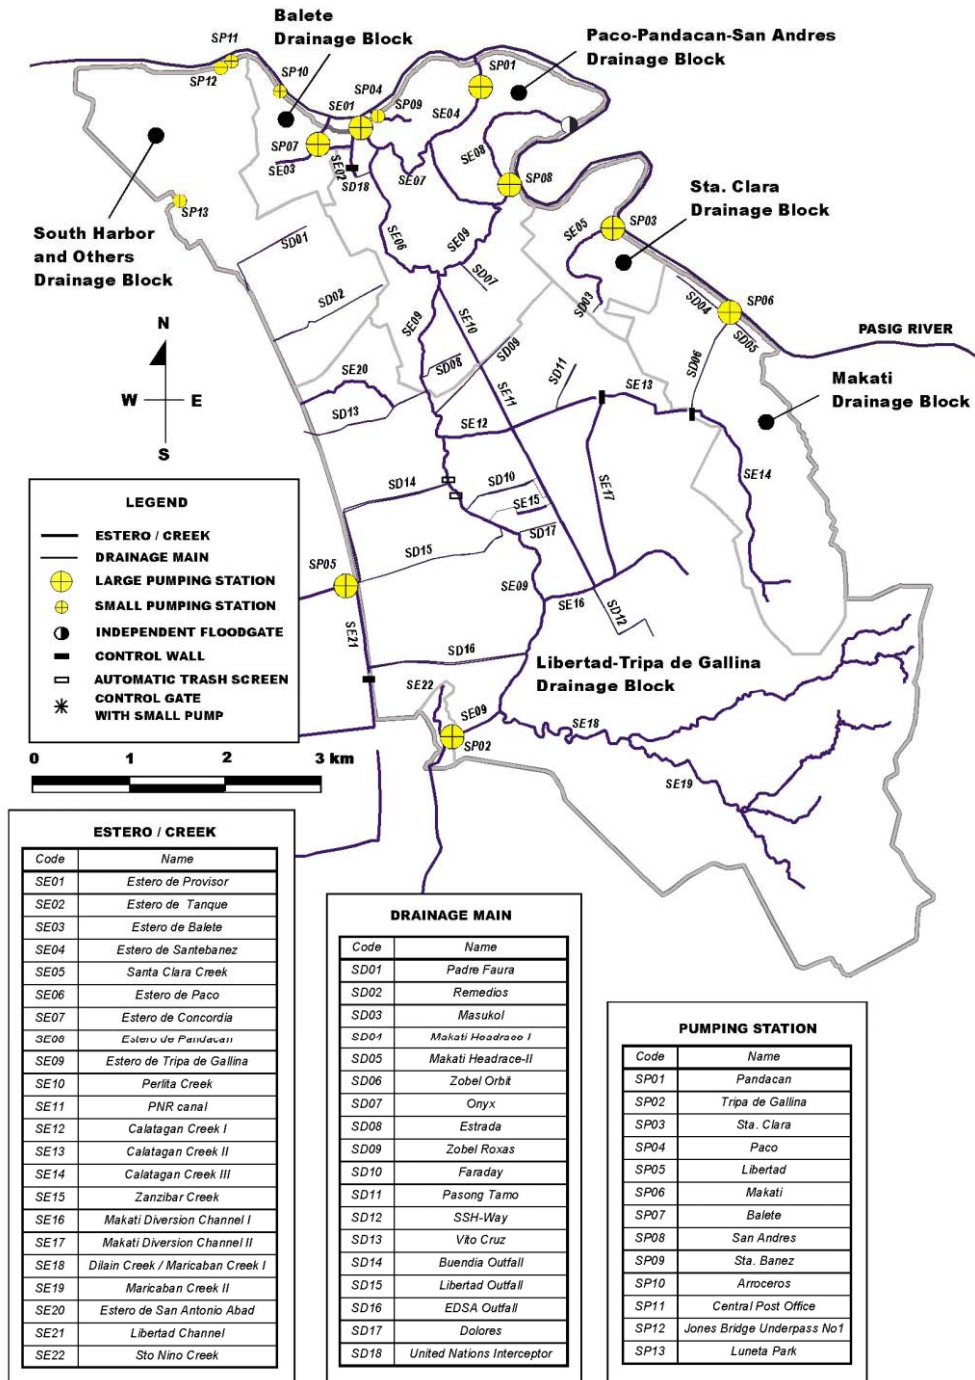 Balete
Drainage Block
Paco-Pandacan-San Andres
Drainage Block
SP11
SP12
SP10
SP04
SP09
SE01
SP01
SE04
SP07
SE03
SE02
SD18
SE07
SE08
SP08
Sta. Clara
Drainage Block
SP13
SE06
SE09
SE05
SP03
South Harbor
and Others
Drainage Block
SD01
SD02
SD07
SD03
SD04
SP06
SD05
N
W
E
S
SE09
SE10
SD09
SD08
SD06
PASIG RIVER
SE20
SD13
SE11
SD11
SE13
Makati
Drainage Block
SE12
SD14
SD10
SE15
SE17
SE14
SD17
SD15
SP05
SE09
SE16
SD12
SE21
SD16
Libertad-Tripa de Gallina
Drainage Block
SE22
SE09
SP02
SE18
SE19
LEGEND
ESTERO / CREEK
DRAINAGE MAIN
LARGE PUMPING STATION
SMALL PUMPING STATION
INDEPENDENT FLOODGATE
CONTROL WALL
AUTOMATIC TRASH SCREEN
CONTROL GATE
WITH SMALL PUMP
0 1 2 3 km
ESTERO / CREEK
Code Name
SE01 Estero de Provisor
SE02 Estero de Tanque
SE03 Estero de Balete
SE04 Estero de Santebanez
SE05 Santa Clara Creek
SE06 Estero de Paco
SE07 Estero de Concordia
SE08 Estero de Pandacan
SE09 Estero de Tripa de Gallina
SE10 Perlita Creek
SE11 PNR canal
SE12 Calatagan Creek I
SE13 Calatagan Creek II
SE14 Calatagan Creek III
SE15 Zanzibar Creek
SE16 Makati Diversion Channel I
SE17 Makati Diversion Channel II
SE18 Dilain Creek / Maricaban Creek I
SE19 Maricaban Creek II
SE20 Estero de San Antonio Abad
SE21 Libertad Channel
SE22 Sto Nino Creek
DRAINAGE MAIN
Code Name
SD01 Padre Faura
SD02 Remedios
SD03 Masukol
SD04 Makati Headrace-I
SD05 Makati Headrace-II
SD06 Zobel Orbit
SD07 Onyx
SD08 Estrada
SD09 Zobel Roxas
SD10 Faraday
SD11 Pasong Tamo
SD12 SSH-Way
SD13 Vito Cruz
SD14 Buendia Outfall
SD15 Libertad Outfall
SD16 EDSA Outfall
SD17 Dolores
SD18 United Nations Interceptor
PUMPING STATION
Code Name
SP01 Pandacan
SP02 Tripa de Gallina
SP03 Sta. Clara
SP04 Paco
SP05 Libertad
SP06 Makati
SP07 Balete
SP08 San Andres
SP09 Sta. Banez
SP10 Arroceros
SP11 Central Post Office
SP12 Jones Bridge Underpass No1
SP13 Luneta Park